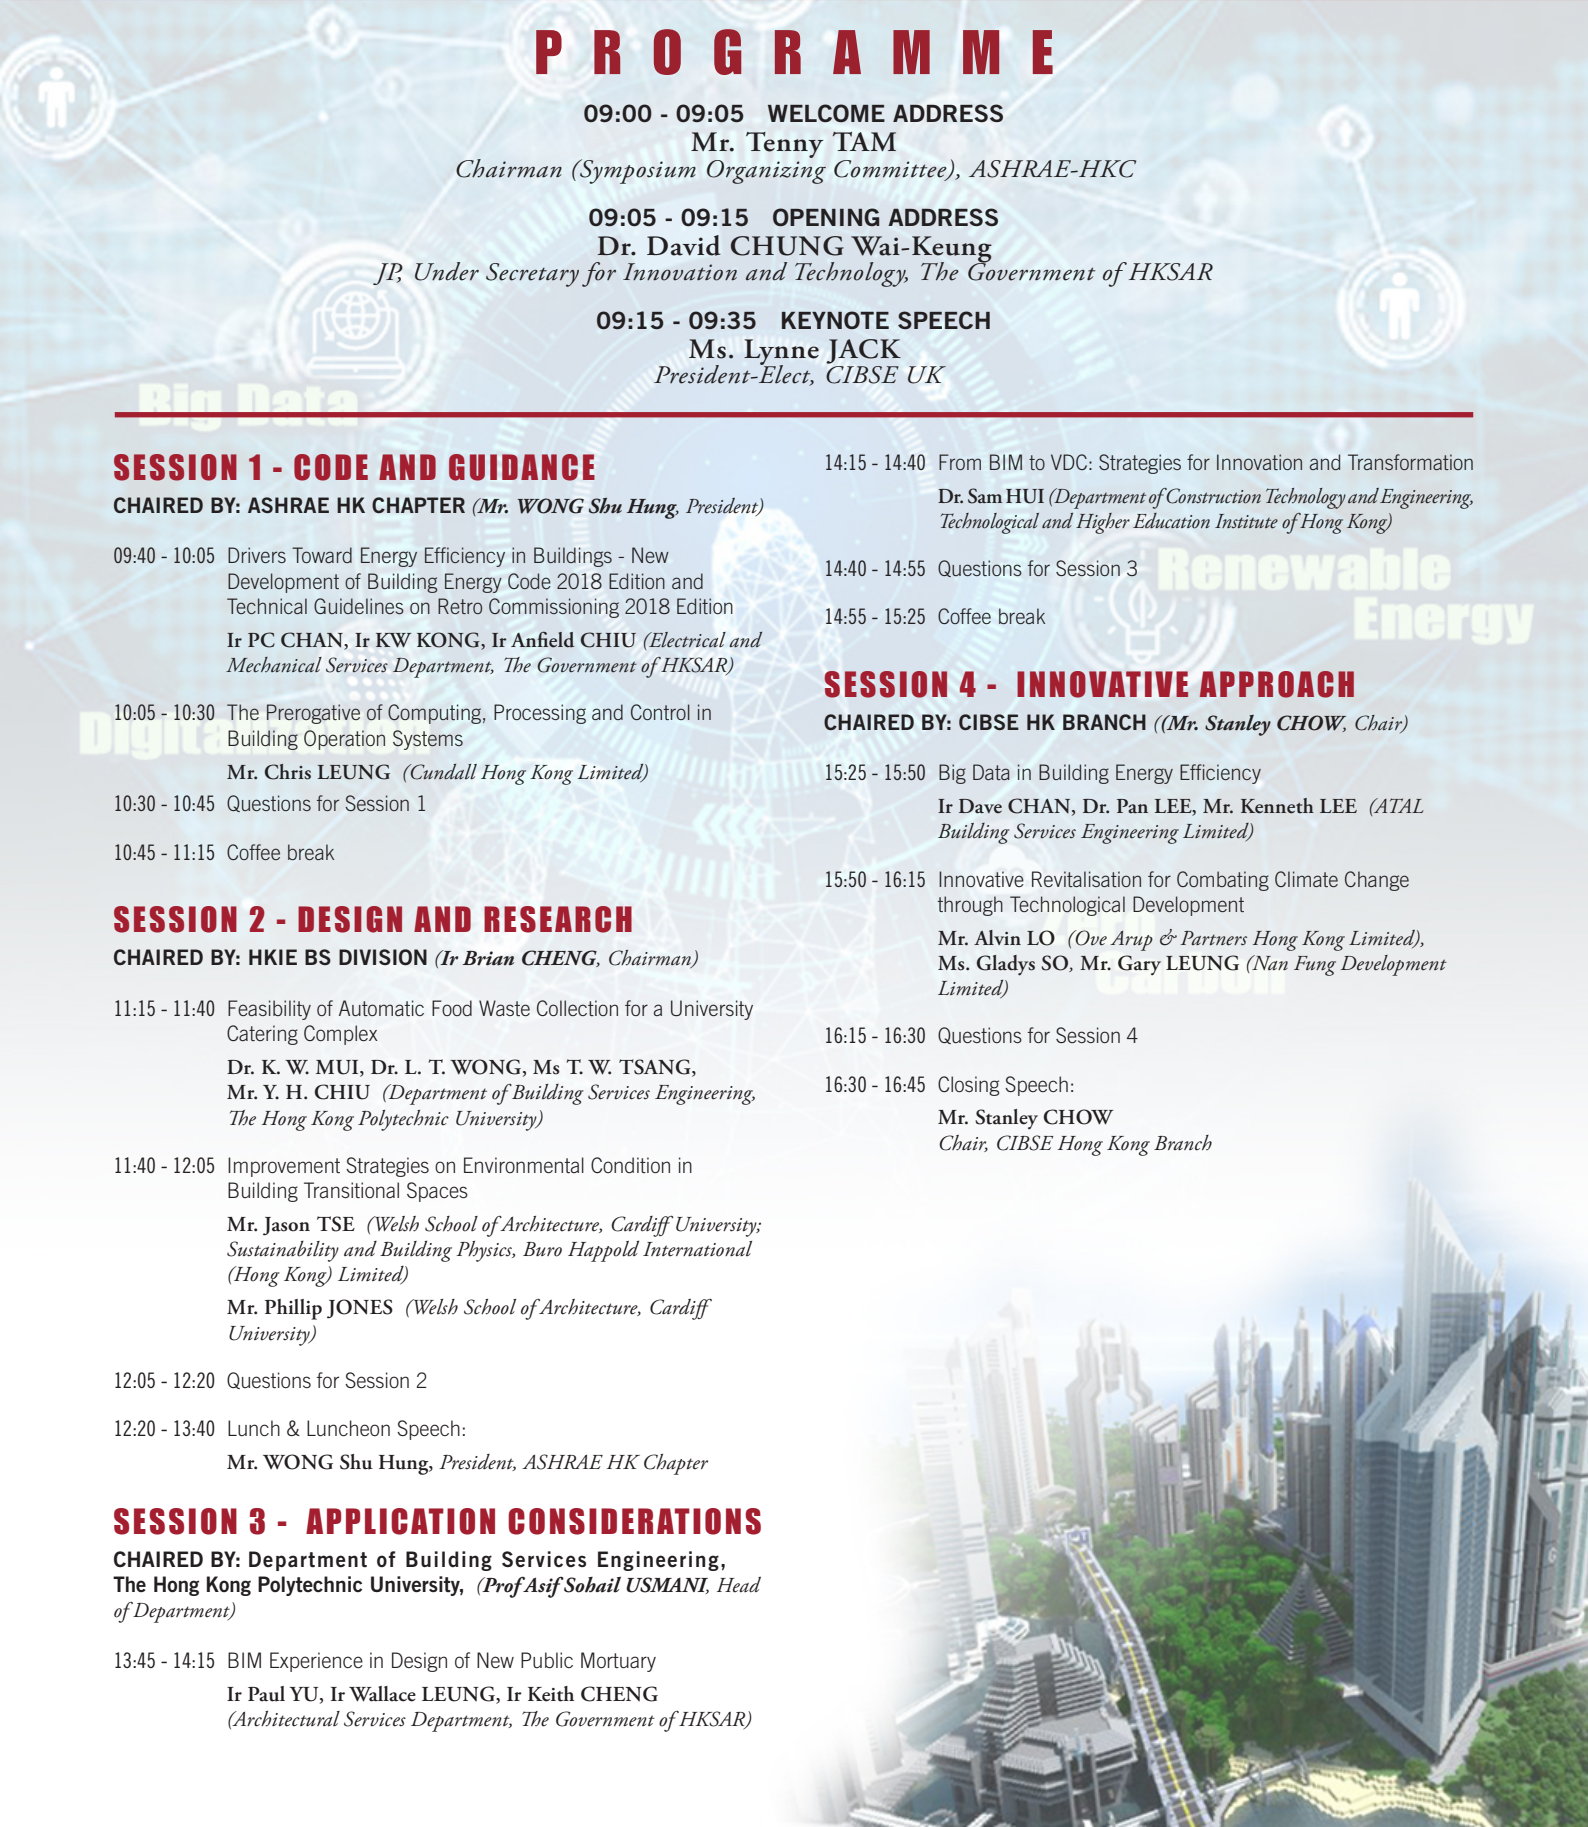 PROGRAMME
09:00 - 09:05 WELCOME ADDRESS
Mr. Tenny TAM
Chairman (Symposium Organizing Committee), ASHRAE-HKC
09:05 - 09:15 OPENING ADDRESS
Dr. David CHUNG Wai-Keung
JP, Under Secretary for Innovation and Technology, The Government of HKSAR
09:15 - 09:35 KEYNOTE SPEECH
Ms. Lynne JACK
President-Elect, CIBSE UK
Big Data
SESSION 1 - CODE AND GUIDANCE
CHAIRED BY: ASHRAE HK CHAPTER (Mr. WONG Shu Hung, President)
09:40 - 10:05 Drivers Toward Energy Efficiency in Buildings - New
Development of Building Energy Code 2018 Edition and
Technical Guidelines on Retro Commissioning 2018 Edition
Ir PC CHAN, Ir KW KONG, Ir Anfield CHIU (Electrical and
Mechanical Services Department, The Government of HKSAR)
Digitalization
10:05 - 10:30 The Prerogative of Computing, Processing and Control in
Building Operation Systems
Mr. Chris LEUNG (Cundall Hong Kong Limited)
10:30 - 10:45 Questions for Session 1
10:45 - 11:15 Coffee break
SESSION 2 - DESIGN AND RESEARCH
CHAIRED BY: HKIE BS DIVISION (Ir Brian CHENG, Chairman)
11:15 - 11:40 Feasibility of Automatic Food Waste Collection for a University
Catering Complex
Dr. K. W. MUI, Dr. L. T. WONG, Ms T. W. TSANG,
Mr. Y. H. CHIU (Department of Building Services Engineering,
The Hong Kong Polytechnic University)
11:40 - 12:05 Improvement Strategies on Environmental Condition in
Building Transitional Spaces
Mr. Jason TSE (Welsh School of Architecture, Cardiff University;
Sustainability and Building Physics, Buro Happold International
(Hong Kong) Limited)
Mr. Phillip JONES (Welsh School of Architecture, Cardiff
University)
12:05 - 12:20 Questions for Session 2
12:20 - 13:40 Lunch & Luncheon Speech:
Mr. WONG Shu Hung, President, ASHRAE HK Chapter
SESSION 3 - APPLICATION CONSIDERATIONS
CHAIRED BY: Department of Building Services Engineering,
The Hong Kong Polytechnic University, (Prof Asif Sohail USMANI, Head
of Department)
13:45 - 14:15 BIM Experience in Design of New Public Mortuary
Ir Paul YU, Ir Wallace LEUNG, Ir Keith CHENG
(Architectural Services Department, The Government of HKSAR)
14:15 - 14:40 From BIM to VDC: Strategies for Innovation and Transformation
Dr. Sam HUI (Department of Construction Technology and Engineering,
Technological and Higher Education Institute of Hong Kong)
14:40 - 14:55 Questions for Session 3
Renewable
Energy
14:55 - 15:25 Coffee break
SESSION 4 - INNOVATIVE APPROACH
CHAIRED BY: CIBSE HK BRANCH ((Mr. Stanley CHOW, Chair)
15:25 - 15:50 Big Data in Building Energy Efficiency
Ir Dave CHAN, Dr. Pan LEE, Mr. Kenneth LEE (ATAL
Building Services Engineering Limited)
15:50 - 16:15 Innovative Revitalisation for Combating Climate Change
through Technological Development
Zero
Carbon
Mr. Alvin LO (Ove Arup & Partners Hong Kong Limited),
Ms. Gladys SO, Mr. Gary LEUNG (Nan Fung Development
Limited)
16:15 - 16:30 Questions for Session 4
16:30 - 16:45 Closing Speech:
Mr. Stanley CHOW
Chair, CIBSE Hong Kong Branch